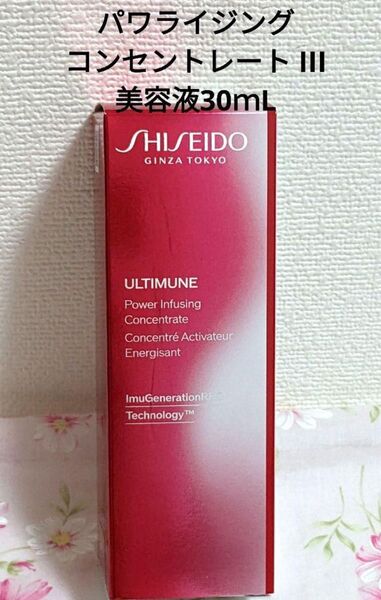 パワライジング
コンセントレート III
美容液30mL
SHISEIDO
GINZA TOKYO
ULTIMUNE
Power Infusing
Concentrate
Concentré Activateur
Energisant
Technology™